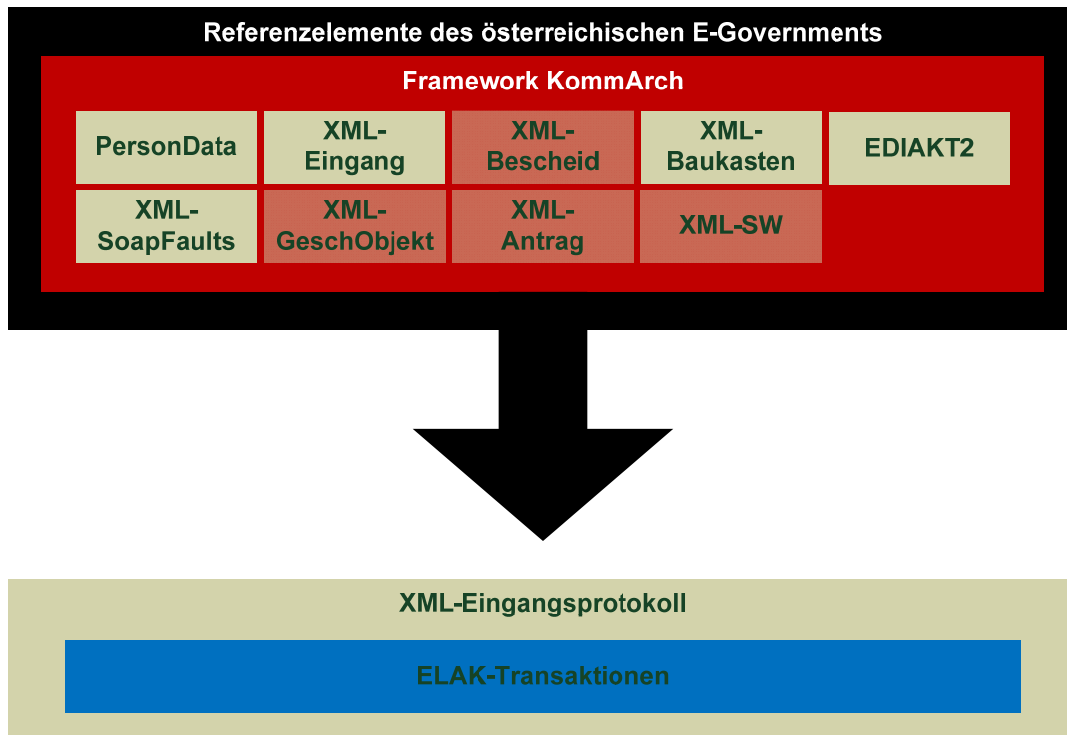 Referenzelemente des österreichischen E-Governments
Framework KommArch
PersonData
XML-
Eingang
XML-
Bescheid
XML-
Baukasten
EDIAKT2
XML-
SoapFaults
XML-
GeschObjekt
XML-
Antrag
XML-SW
XML-Eingangsprotokoll
ELAK-Transaktionen